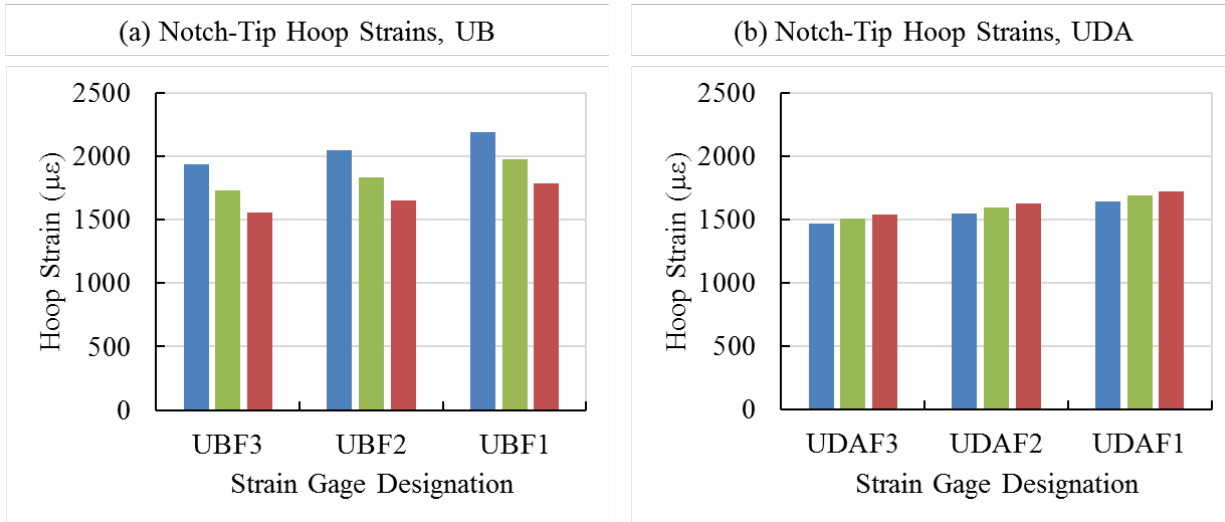 (a) Notch-Tip Hoop Strains, UB
2500
2000
1500
1000
500
0
Hoop Strain (με)
UBF3 UBF2 UBF1
Strain Gage Designation
(b) Notch-Tip Hoop Strains, UDA
2500
2000
1500
1000
500
0
Hoop Strain (με)
UDAF3 UDAF2 UDAF1
Strain Gage Designation